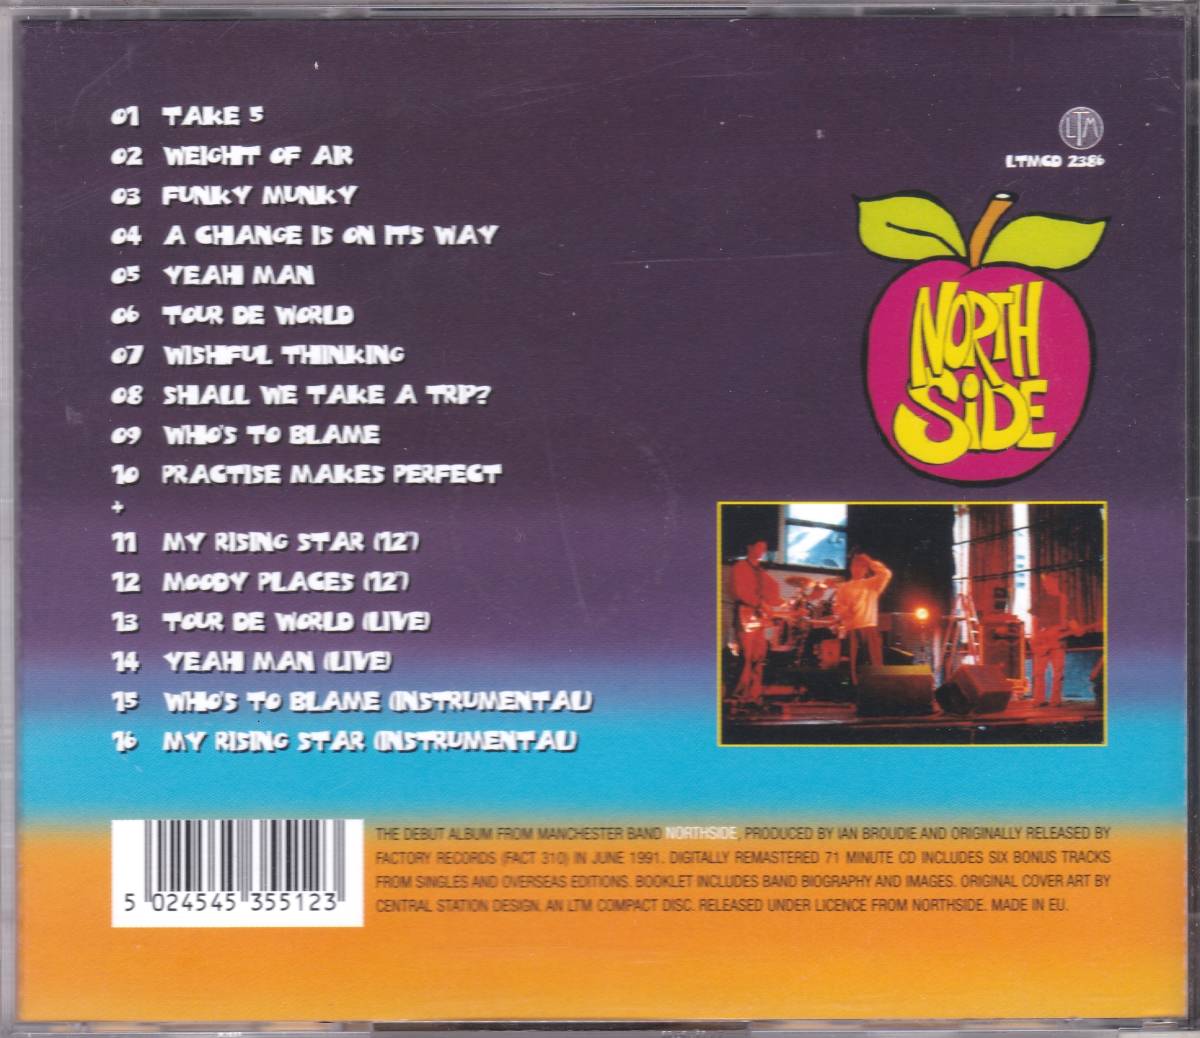 01 TAKE 5
02 WEIGHT OF AIR
03 FUNKY MUNKY
04 A CHANGE IS ON ITS WAY
05 YEAH MAN
06 TOUR DE WORLD
07 WISHFUL THINKING
08 SHALL WE TAKE A TRIP?
09 WHO'S TO BLAME
10 PRACTISE MAKES PERFECT
+
11 MY RISING STAR (12")
12 MOODY PLACES (12")
13 TOUR DE WORLD (LIVE)
14 YEAH MAN (LIVE)
15 WHO'S TO BLAME (INSTRUMENTAL)
16 MY RISING STAR (INSTRUMENTAL)
LTM
LTMCD 2386
NORTH
SiDE
5 024545 355123
THE DEBUT ALBUM FROM MANCHESTER BAND NORTHSIDE, PRODUCED BY IAN BROUDIE AND ORIGINALLY RELEASED BY
FACTORY RECORDS (FACT 310) IN JUNE 1991. DIGITALLY REMASTERED 71 MINUTE CD INCLUDES SIX BONUS TRACKS
FROM SINGLES AND OVERSEAS EDITIONS. BOOKLET INCLUDES BAND BIOGRAPHY AND IMAGES. ORIGINAL COVER ART BY
CENTRAL STATION DESIGN. AN LTM COMPACT DISC. RELEASED UNDER LICENCE FROM NORTHSIDE. MADE IN EU.